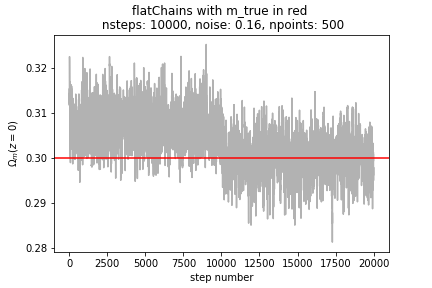 flatChains with m_true in red
nsteps: 10000, noise: 0.16, npoints: 500
0.32
0.31
0.30
0.29
0.28
Ωm(z = 0)
0 2500 5000 7500 10000 12500 15000 17500 20000
step number